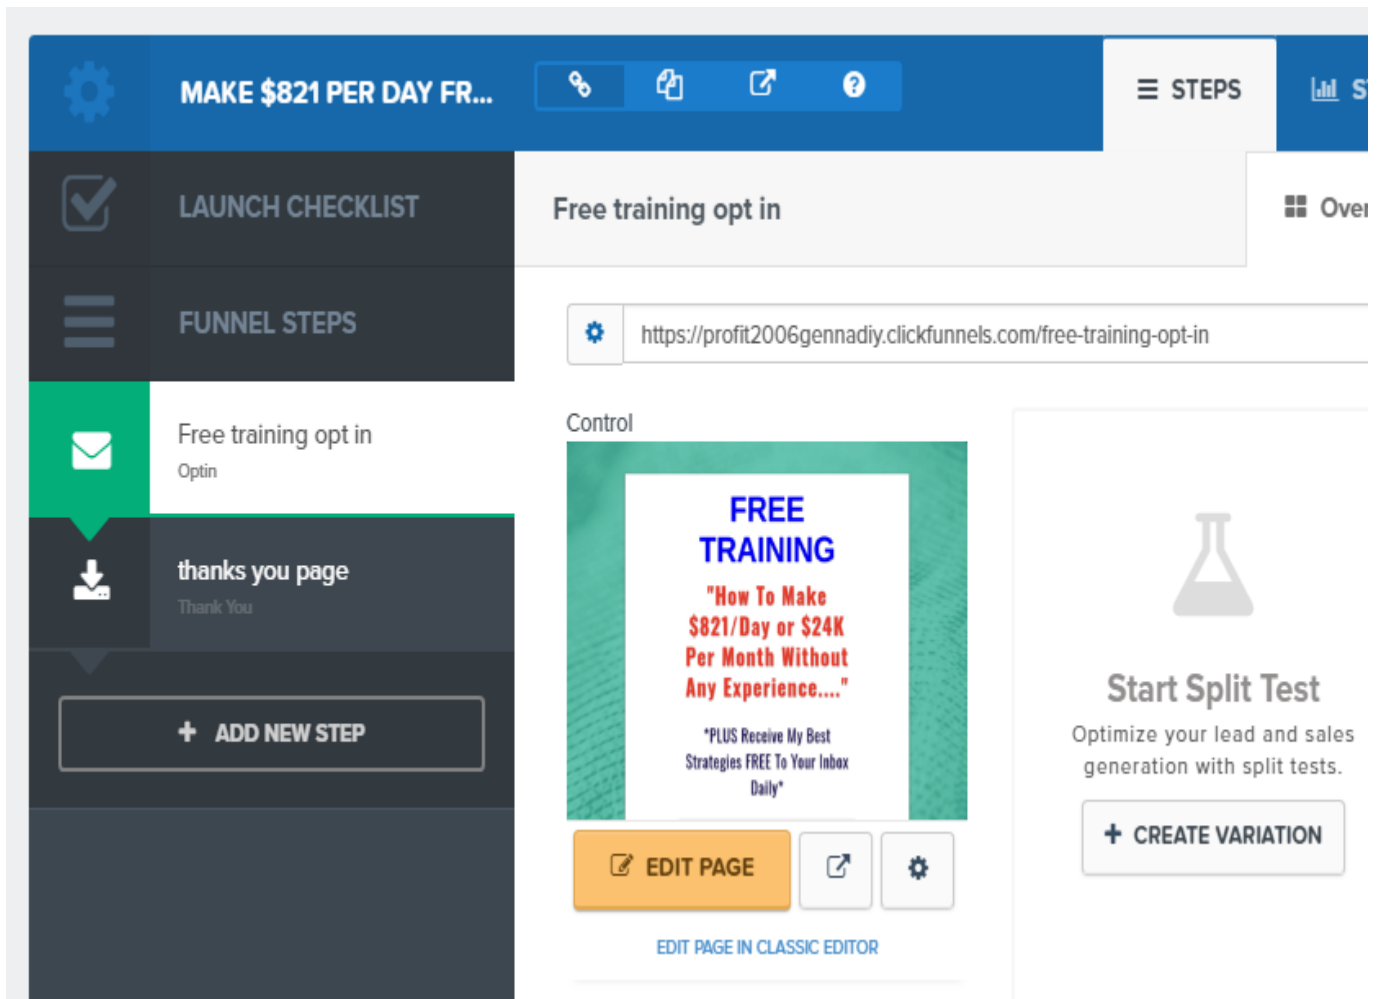 MAKE $821 PER DAY FR...
STEPS
LAUNCH CHECKLIST
FUNNEL STEPS
Free training opt in
Optin
thanks you page
Thank You
+ ADD NEW STEP
Free training opt in
https://profit2006gennadiy.clickfunnels.com/free-training-opt-in
Control
FREE
TRAINING
"How To Make
$821/Day or $24K
Per Month Without
Any Experience...."
*PLUS Receive My Best
Strategies FREE To Your Inbox
Daily*
EDIT PAGE
EDIT PAGE IN CLASSIC EDITOR
Start Split Test
Optimize your lead and sales
generation with split tests.
+ CREATE VARIATION